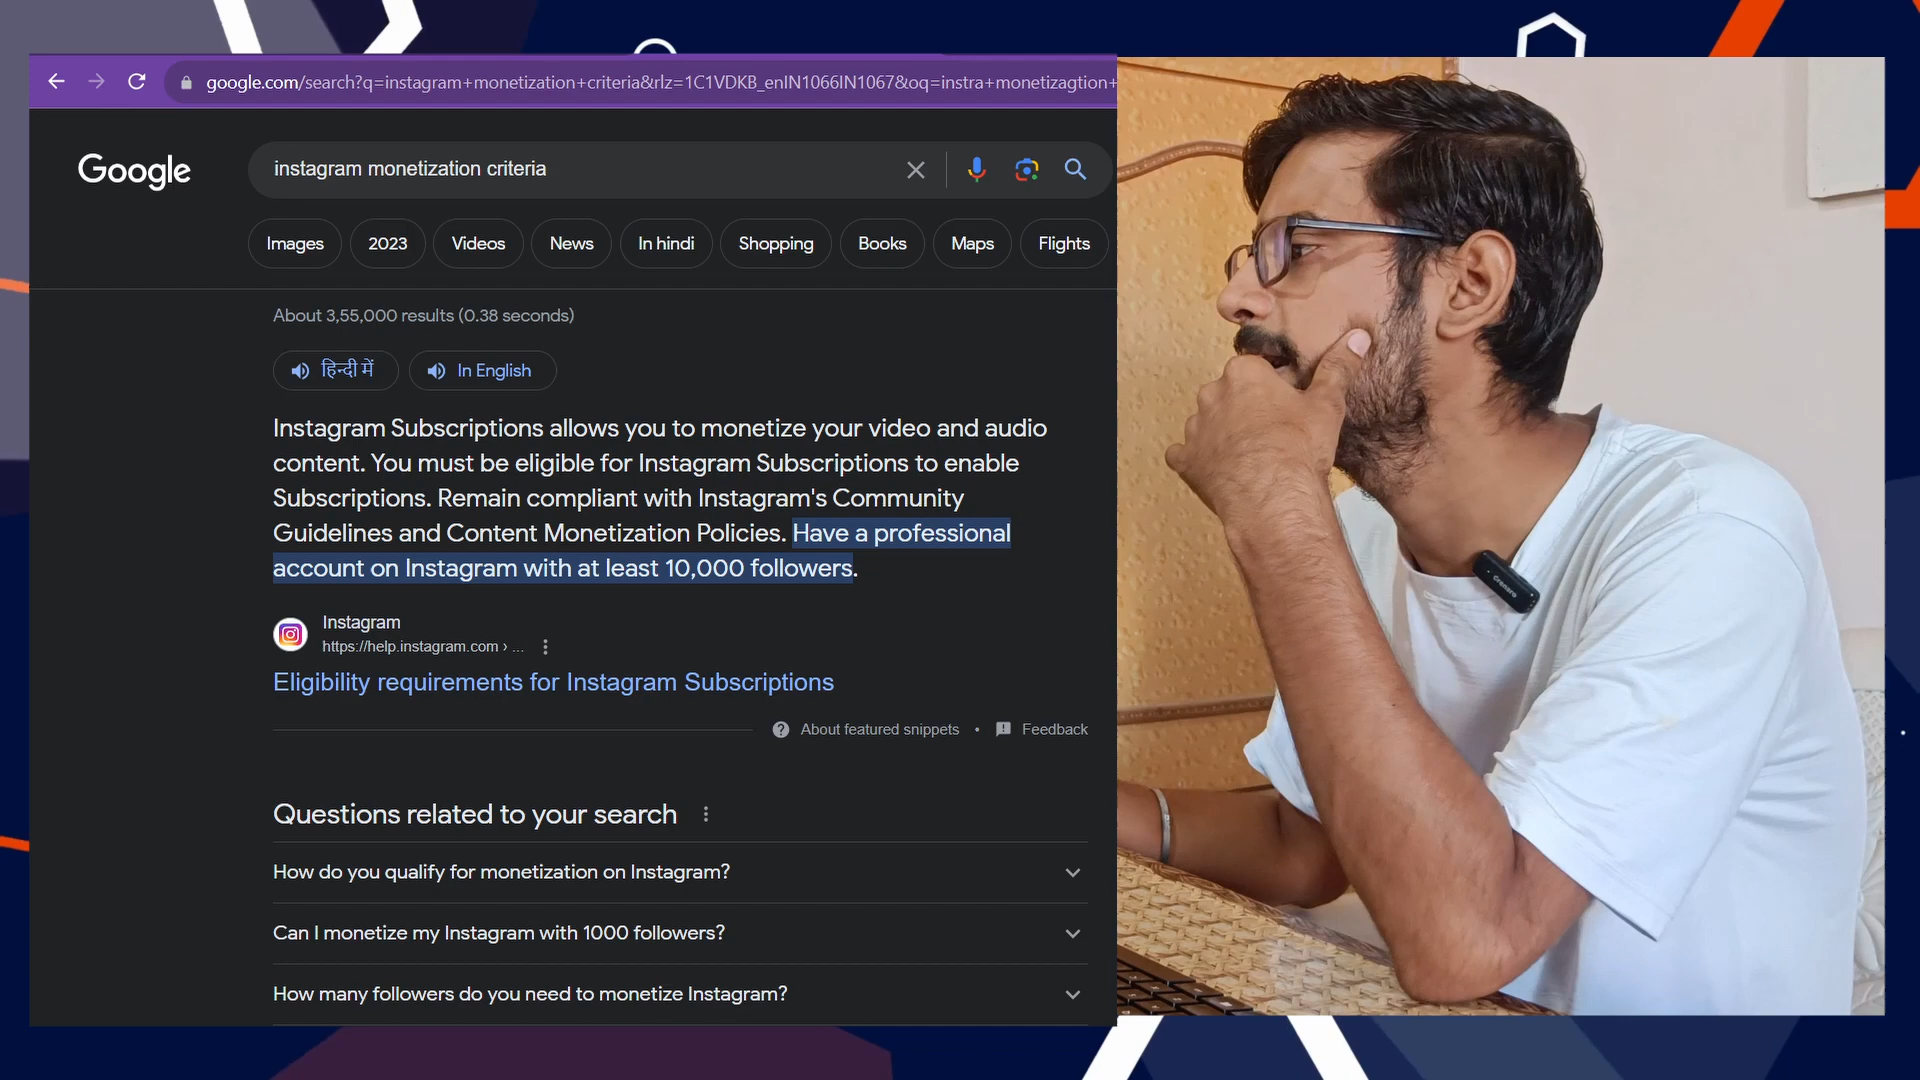 google.com/search?q=instagram+monetization+criteria&rlz=1C1VDKB_enIN1066IN1067&oq=instra+monetizagtion+
Google
instagram monetization criteria
Images
2023
Videos
News
In hindi
Shopping
Books
Maps
Flights
About 3,55,000 results (0.38 seconds)
हिन्दी में
In English
Instagram Subscriptions allows you to monetize your video and audio
content. You must be eligible for Instagram Subscriptions to enable
Subscriptions. Remain compliant with Instagram's Community
Guidelines and Content Monetization Policies. Have a professional
account on Instagram with at least 10,000 followers.
Instagram
https://help.instagram.com › ...
Eligibility requirements for Instagram Subscriptions
About featured snippets
•
Feedback
Questions related to your search
How do you qualify for monetization on Instagram?
Can I monetize my Instagram with 1000 followers?
How many followers do you need to monetize Instagram?